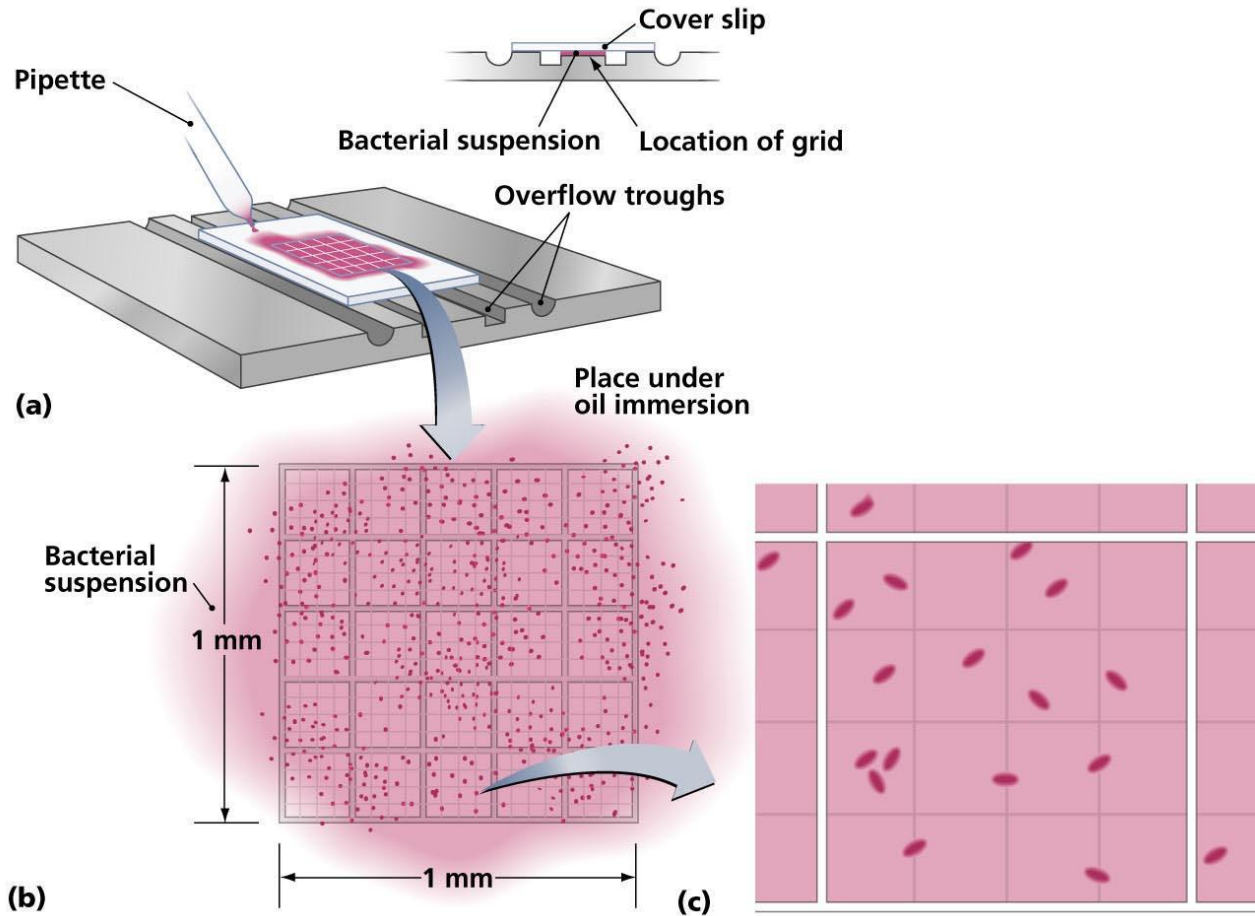 Cover slip
Pipette
Bacterial suspension
Location of grid
Overflow troughs
(a)
Place under
oil immersion
Bacterial
suspension
1 mm
1 mm
(b)
(c)